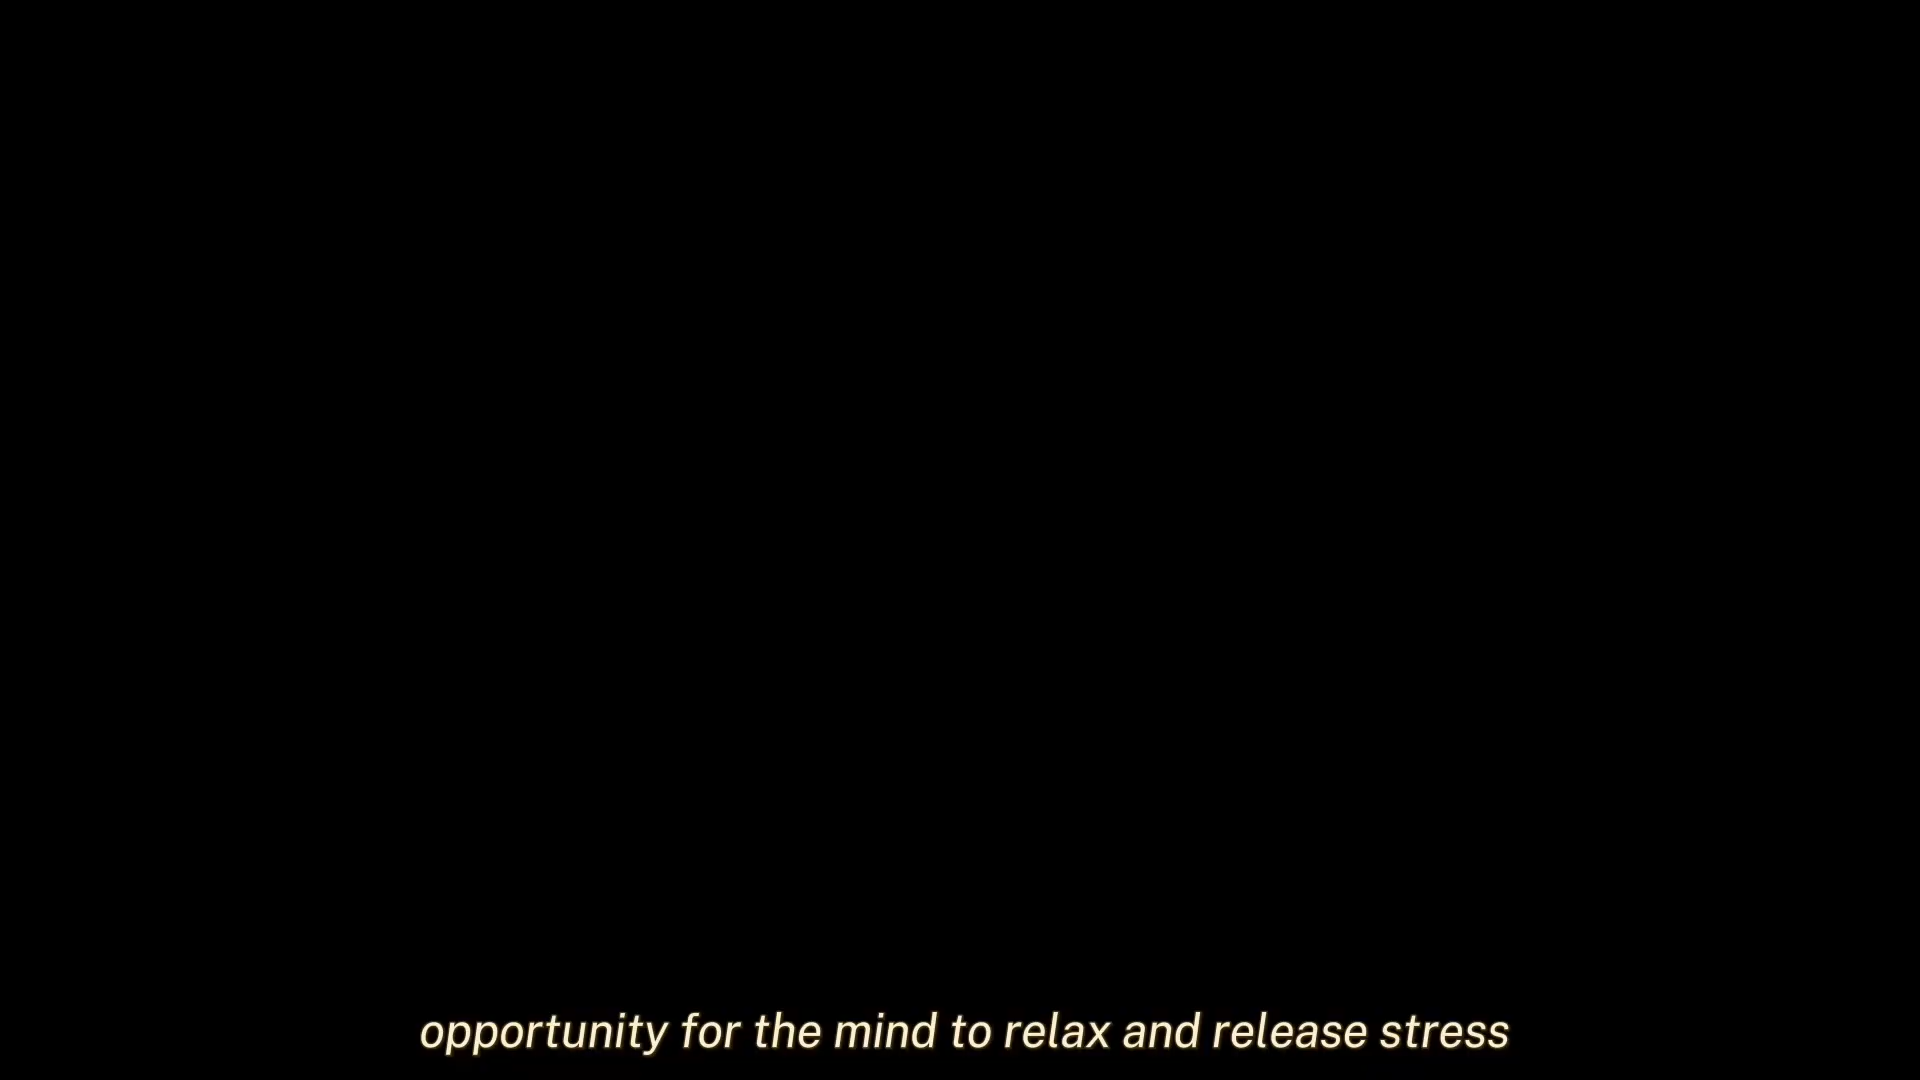 opportunity for the mind to relax and release stress